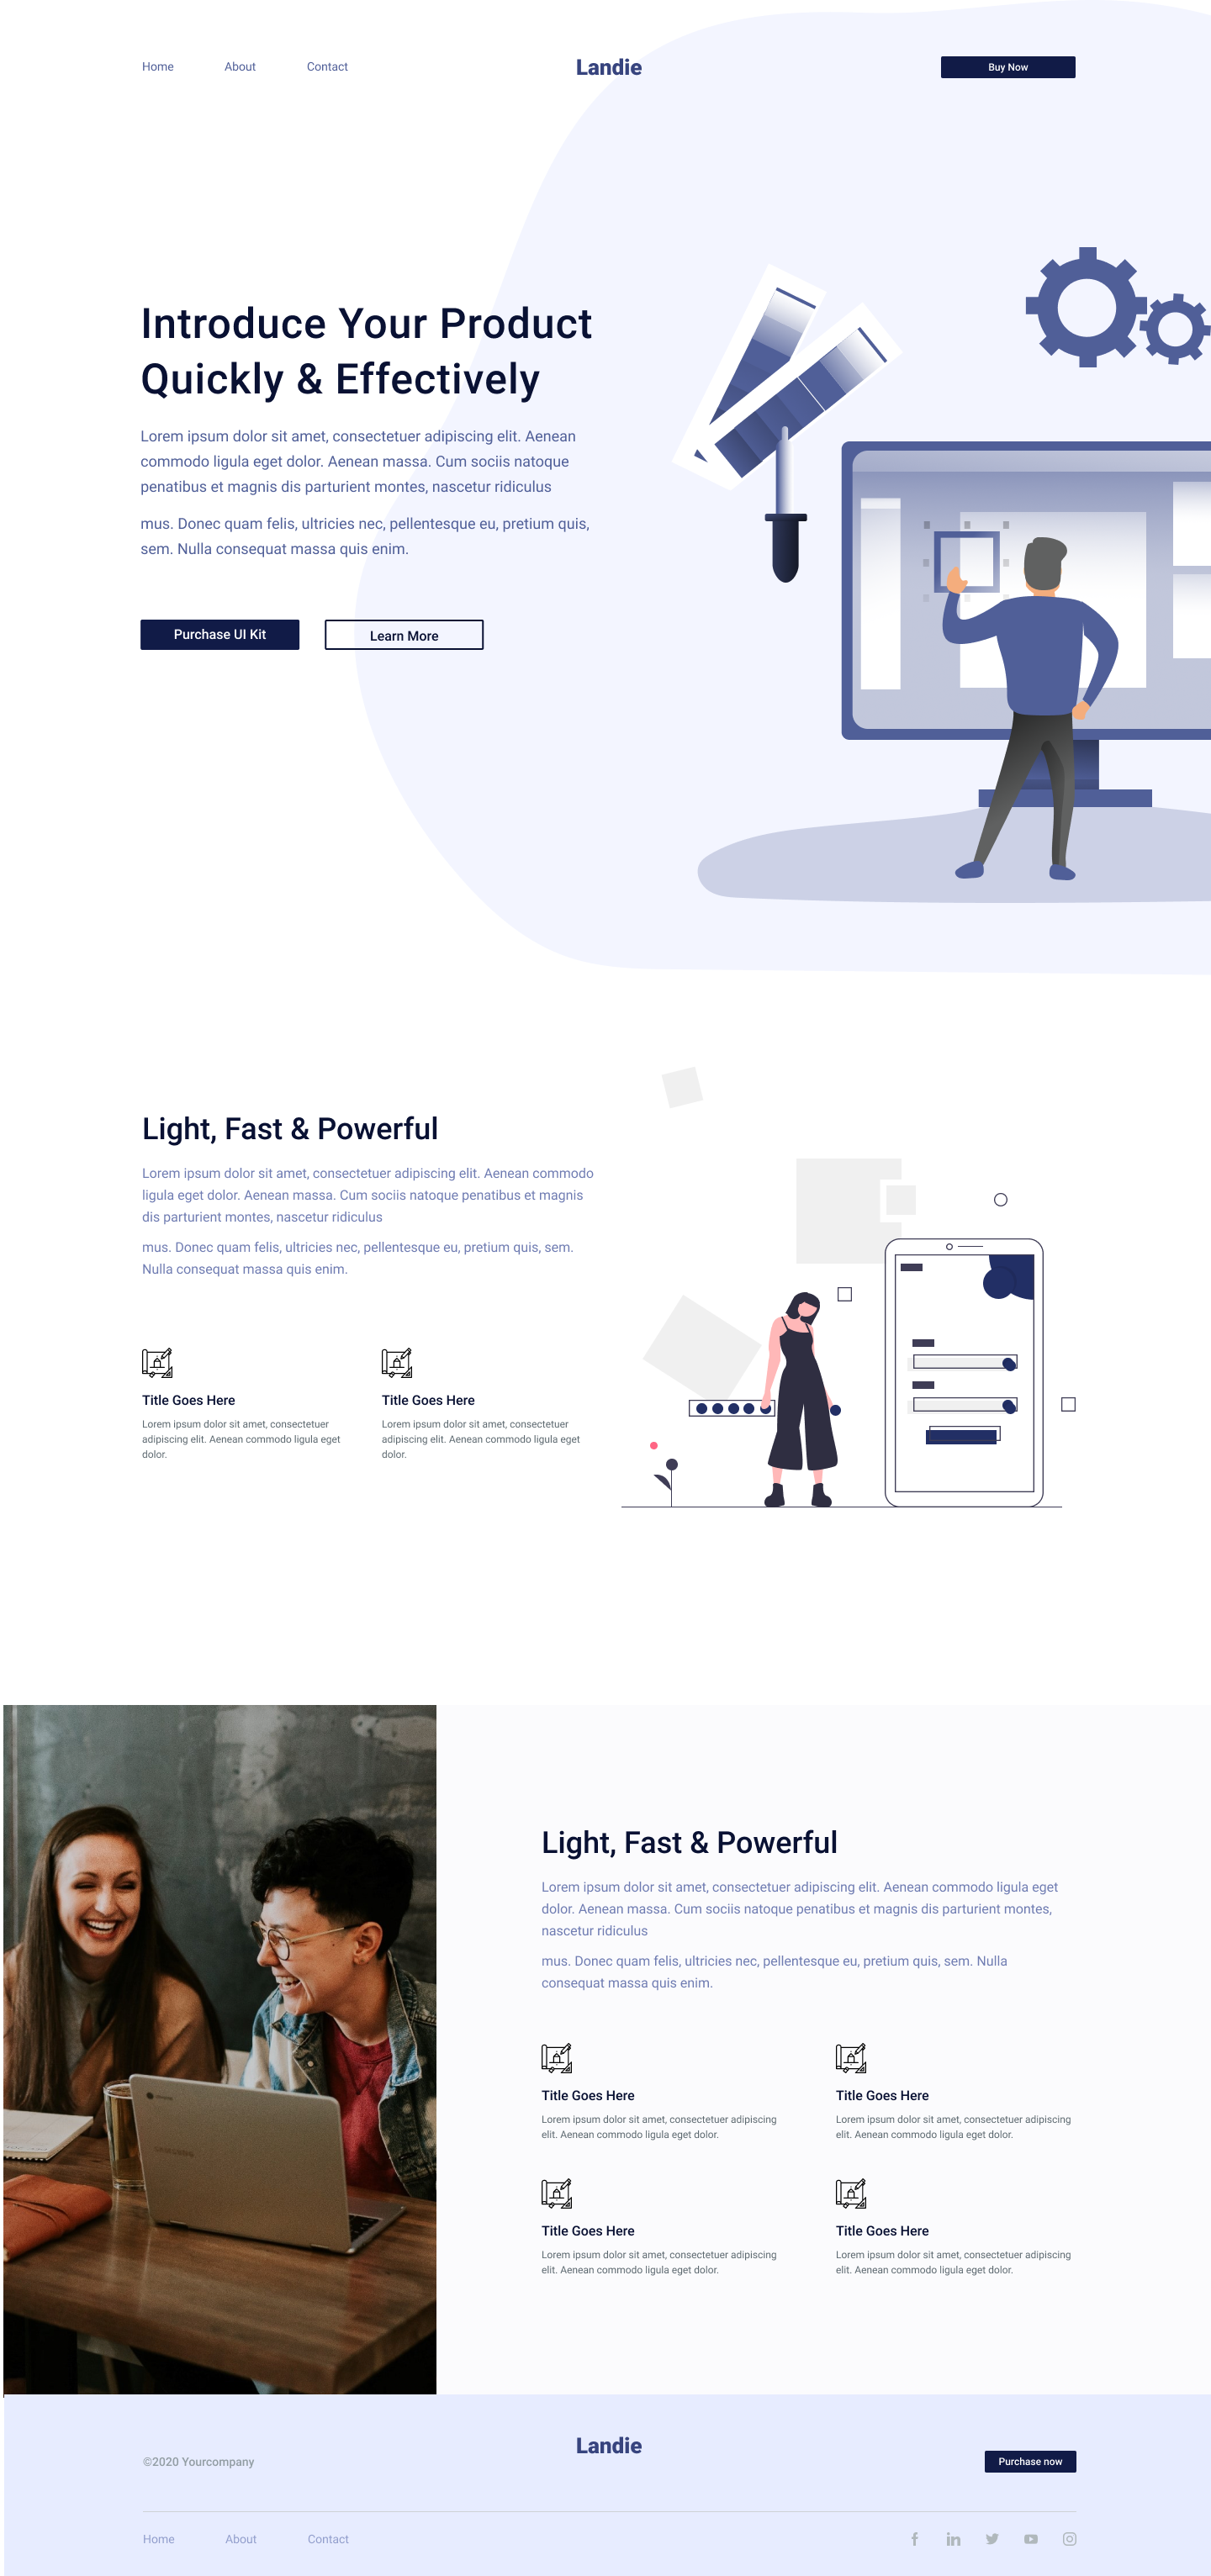 Home About Contact Landie Buy Now
Introduce Your Product
Quickly & Effectively
Lorem ipsum dolor sit amet, consectetuer adipiscing elit. Aenean
commodo ligula eget dolor. Aenean massa. Cum sociis natoque
penatibus et magnis dis parturient montes, nascetur ridiculus
mus. Donec quam felis, ultricies nec, pellentesque eu, pretium quis,
sem. Nulla consequat massa quis enim.
Purchase UI Kit Learn More
Light, Fast & Powerful
Lorem ipsum dolor sit amet, consectetuer adipiscing elit. Aenean commodo
ligula eget dolor. Aenean massa. Cum sociis natoque penatibus et magnis
dis parturient montes, nascetur ridiculus
mus. Donec quam felis, ultricies nec, pellentesque eu, pretium quis, sem.
Nulla consequat massa quis enim.
Title Goes Here
Lorem ipsum dolor sit amet, consectetuer
adipiscing elit. Aenean commodo ligula eget
dolor.
Title Goes Here
Lorem ipsum dolor sit amet, consectetuer
adipiscing elit. Aenean commodo ligula eget
dolor.
SAMSUNG
Light, Fast & Powerful
Lorem ipsum dolor sit amet, consectetuer adipiscing elit. Aenean commodo ligula eget
dolor. Aenean massa. Cum sociis natoque penatibus et magnis dis parturient montes,
nascetur ridiculus
mus. Donec quam felis, ultricies nec, pellentesque eu, pretium quis, sem. Nulla
consequat massa quis enim.
Title Goes Here
Lorem ipsum dolor sit amet, consectetuer adipiscing
elit. Aenean commodo ligula eget dolor.
Title Goes Here
Lorem ipsum dolor sit amet, consectetuer adipiscing
elit. Aenean commodo ligula eget dolor.
Title Goes Here
Lorem ipsum dolor sit amet, consectetuer adipiscing
elit. Aenean commodo ligula eget dolor.
Title Goes Here
Lorem ipsum dolor sit amet, consectetuer adipiscing
elit. Aenean commodo ligula eget dolor.
©2020 Yourcompany Landie Purchase now
Home About Contact